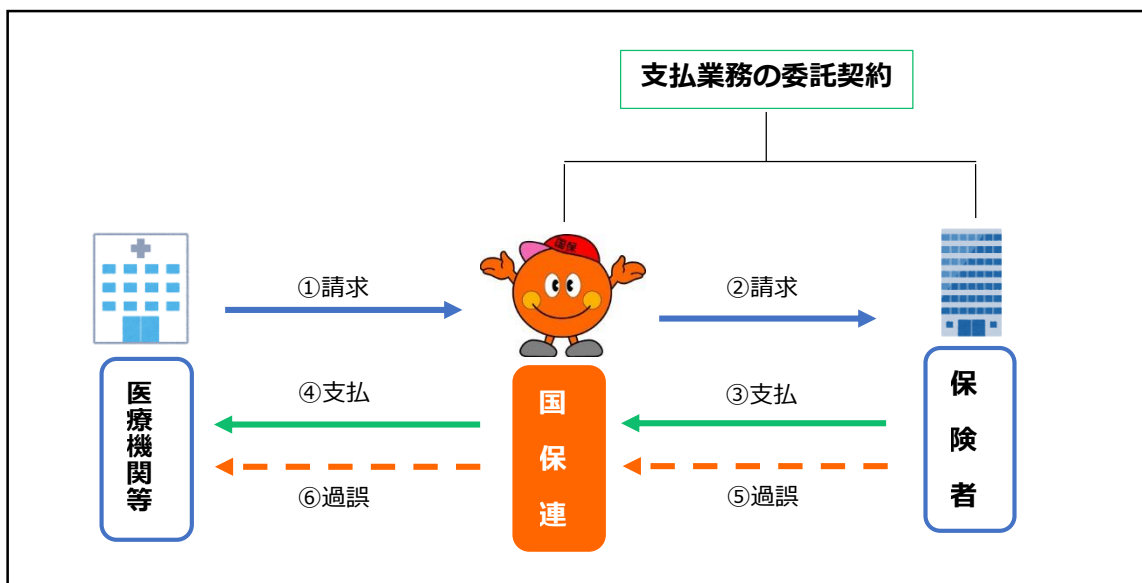 支払業務の委託契約
国保
①請求
②請求
医療機関等
④支払
⑥過誤
国保連
③支払
⑤過誤
保険者